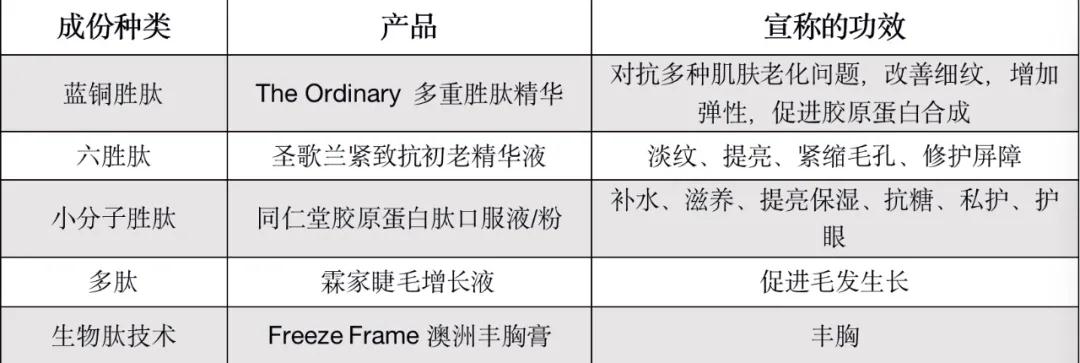 成份种类 产品 宣称的功效
蓝铜胜肽 The Ordinary 多重胜肽精华 对抗多种肌肤老化问题，改善细纹，增加
弹性，促进胶原蛋白合成
六胜肽 圣歌兰紧致抗初老精华液 淡纹、提亮、紧缩毛孔、修护屏障
小分子胜肽 同仁堂胶原蛋白肽口服液/粉 补水、滋养、提亮保湿、抗糖、私护、护
眼
多肽 霖家睫毛增长液 促进毛发生长
生物肽技术 Freeze Frame 澳洲丰胸膏 丰胸